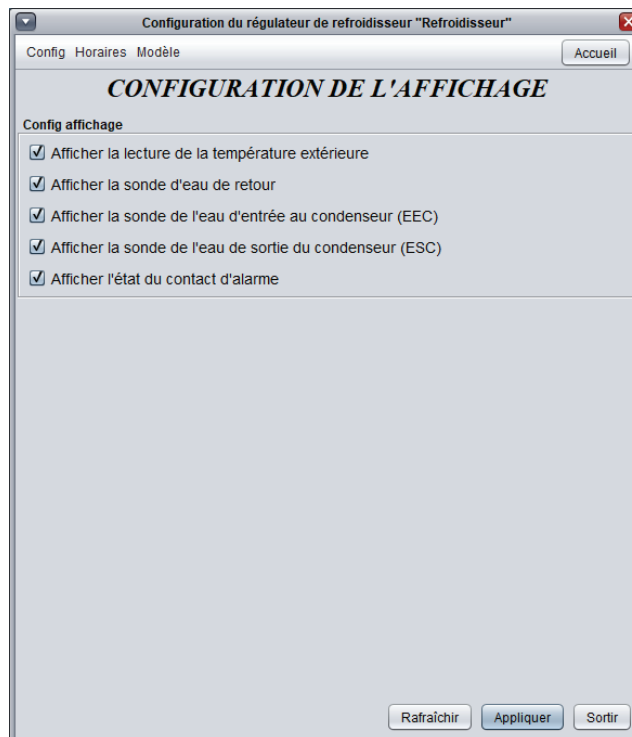 Configuration du régulateur de refroidisseur "Refroidisseur"
Config Horaires Modèle Accueil
CONFIGURATION DE L'AFFICHAGE
Config affichage
Afficher la lecture de la température extérieure
Afficher la sonde d'eau de retour
Afficher la sonde de l'eau d'entrée au condenseur (EEC)
Afficher la sonde de l'eau de sortie du condenseur (ESC)
Afficher l'état du contact d'alarme
Rafraîchir Appliquer Sortir